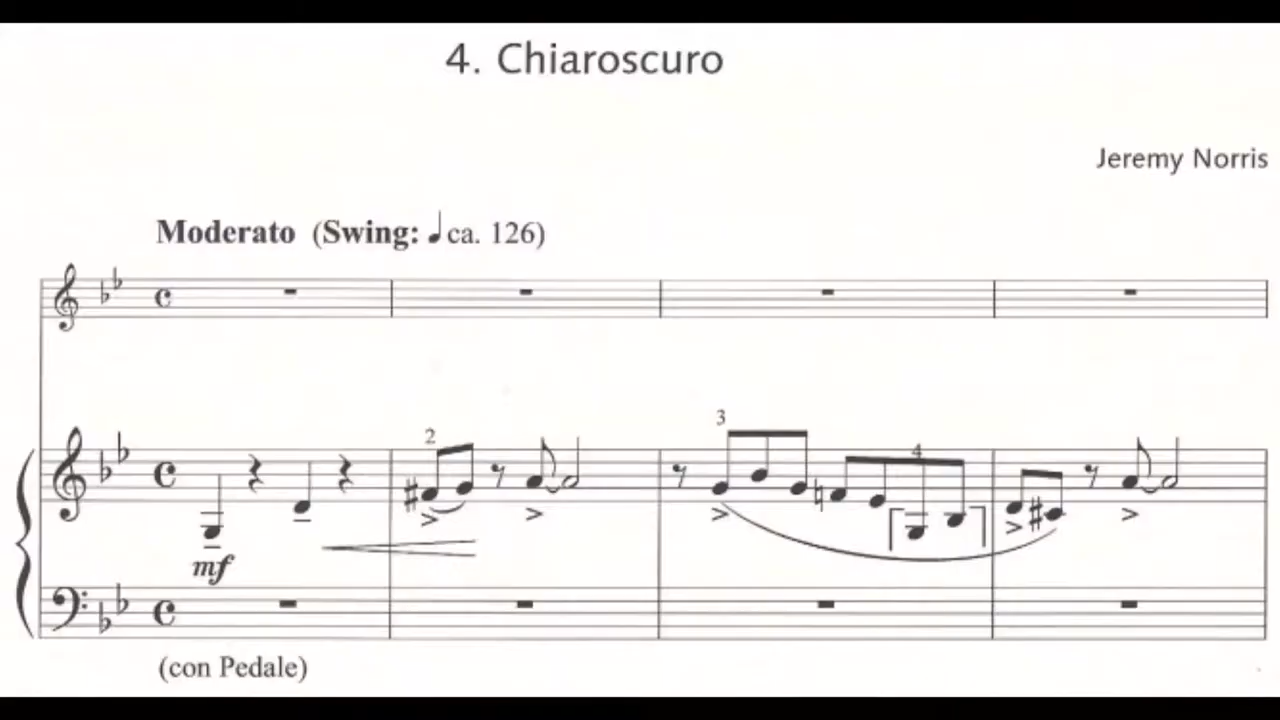 4. Chiaroscuro
Jeremy Norris
Moderato (Swing: ♩ ca. 126)
3
2
4
mf
(con Pedale)